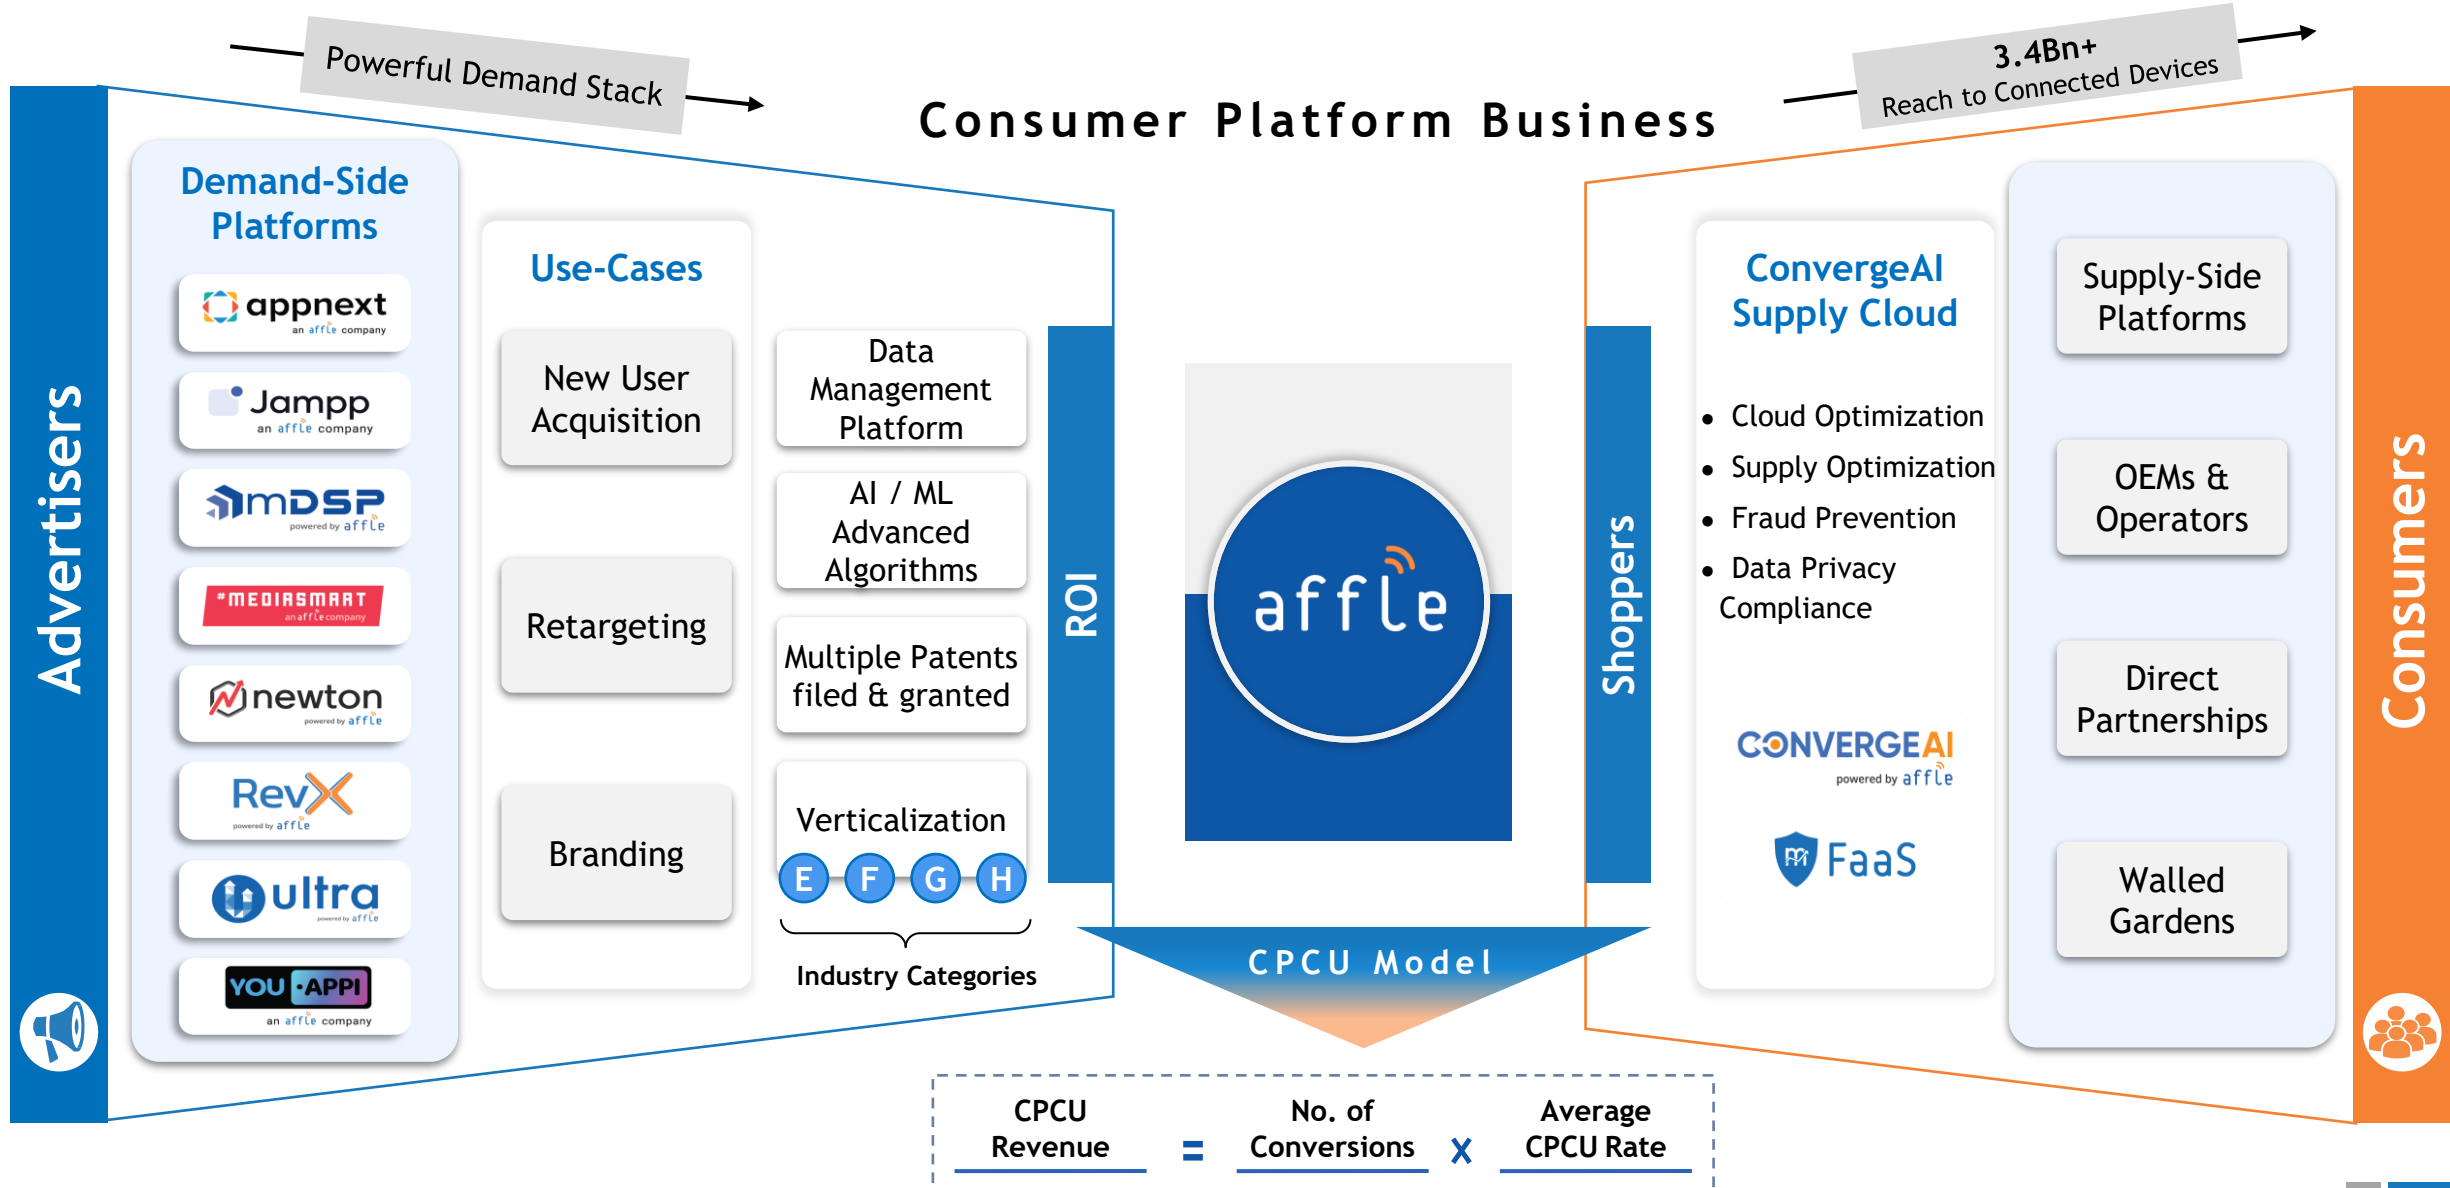 Powerful Demand Stack
3.4Bn+
Reach to Connected Devices
Consumer Platform Business
Advertisers
Demand-Side
Platforms
appnext
an affle company
Jampp
an affle company
mDSP
powered by affle
#MEDIASMART
an affle company
newton
powered by affle
RevX
powered by affle
ultra
powered by affle
YOU·APPI
an affle company
Use-Cases
New User
Acquisition
Retargeting
Branding
Data
Management
Platform
AI / ML
Advanced
Algorithms
Multiple Patents
filed & granted
Verticalization
E F G H
Industry Categories
ROI
affle
Shoppers
ConvergeAI
Supply Cloud
• Cloud Optimization
• Supply Optimization
• Fraud Prevention
• Data Privacy
Compliance
CONVERGEAI
powered by affle
m FaaS
Supply-Side
Platforms
OEMs &
Operators
Direct
Partnerships
Walled
Gardens
Consumers
CPCU Model
CPCU
Revenue
=
No. of
Conversions
x
Average
CPCU Rate